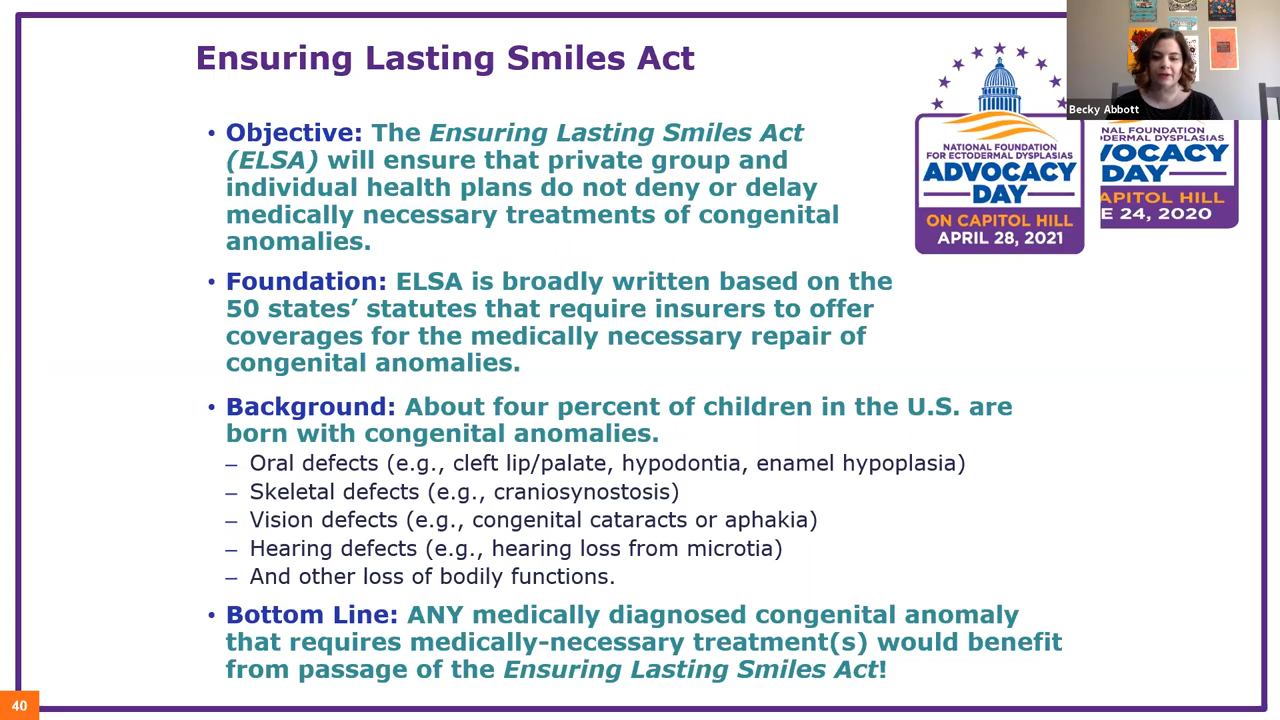 Ensuring Lasting Smiles Act
• Objective: The Ensuring Lasting Smiles Act
(ELSA) will ensure that private group and
individual health plans do not deny or delay
medically necessary treatments of congenital
anomalies.
• Foundation: ELSA is broadly written based on the
50 states’ statutes that require insurers to offer
coverages for the medically necessary repair of
congenital anomalies.
• Background: About four percent of children in the U.S. are
born with congenital anomalies.
– Oral defects (e.g., cleft lip/palate, hypodontia, enamel hypoplasia)
– Skeletal defects (e.g., craniosynostosis)
– Vision defects (e.g., congenital cataracts or aphakia)
– Hearing defects (e.g., hearing loss from microtia)
– And other loss of bodily functions.
• Bottom Line: ANY medically diagnosed congenital anomaly
that requires medically-necessary treatment(s) would benefit
from passage of the Ensuring Lasting Smiles Act!
NATIONAL FOUNDATION
FOR ECTODERMAL DYSPLASIAS
ADVOCACY
DAY
ON CAPITOL HILL
APRIL 28, 2021
Becky Abbott
NAL FOUNDATION
DERMAL DYSPLASIAS
VOCACY
DAY
APITOL HILL
E 24, 2020
40